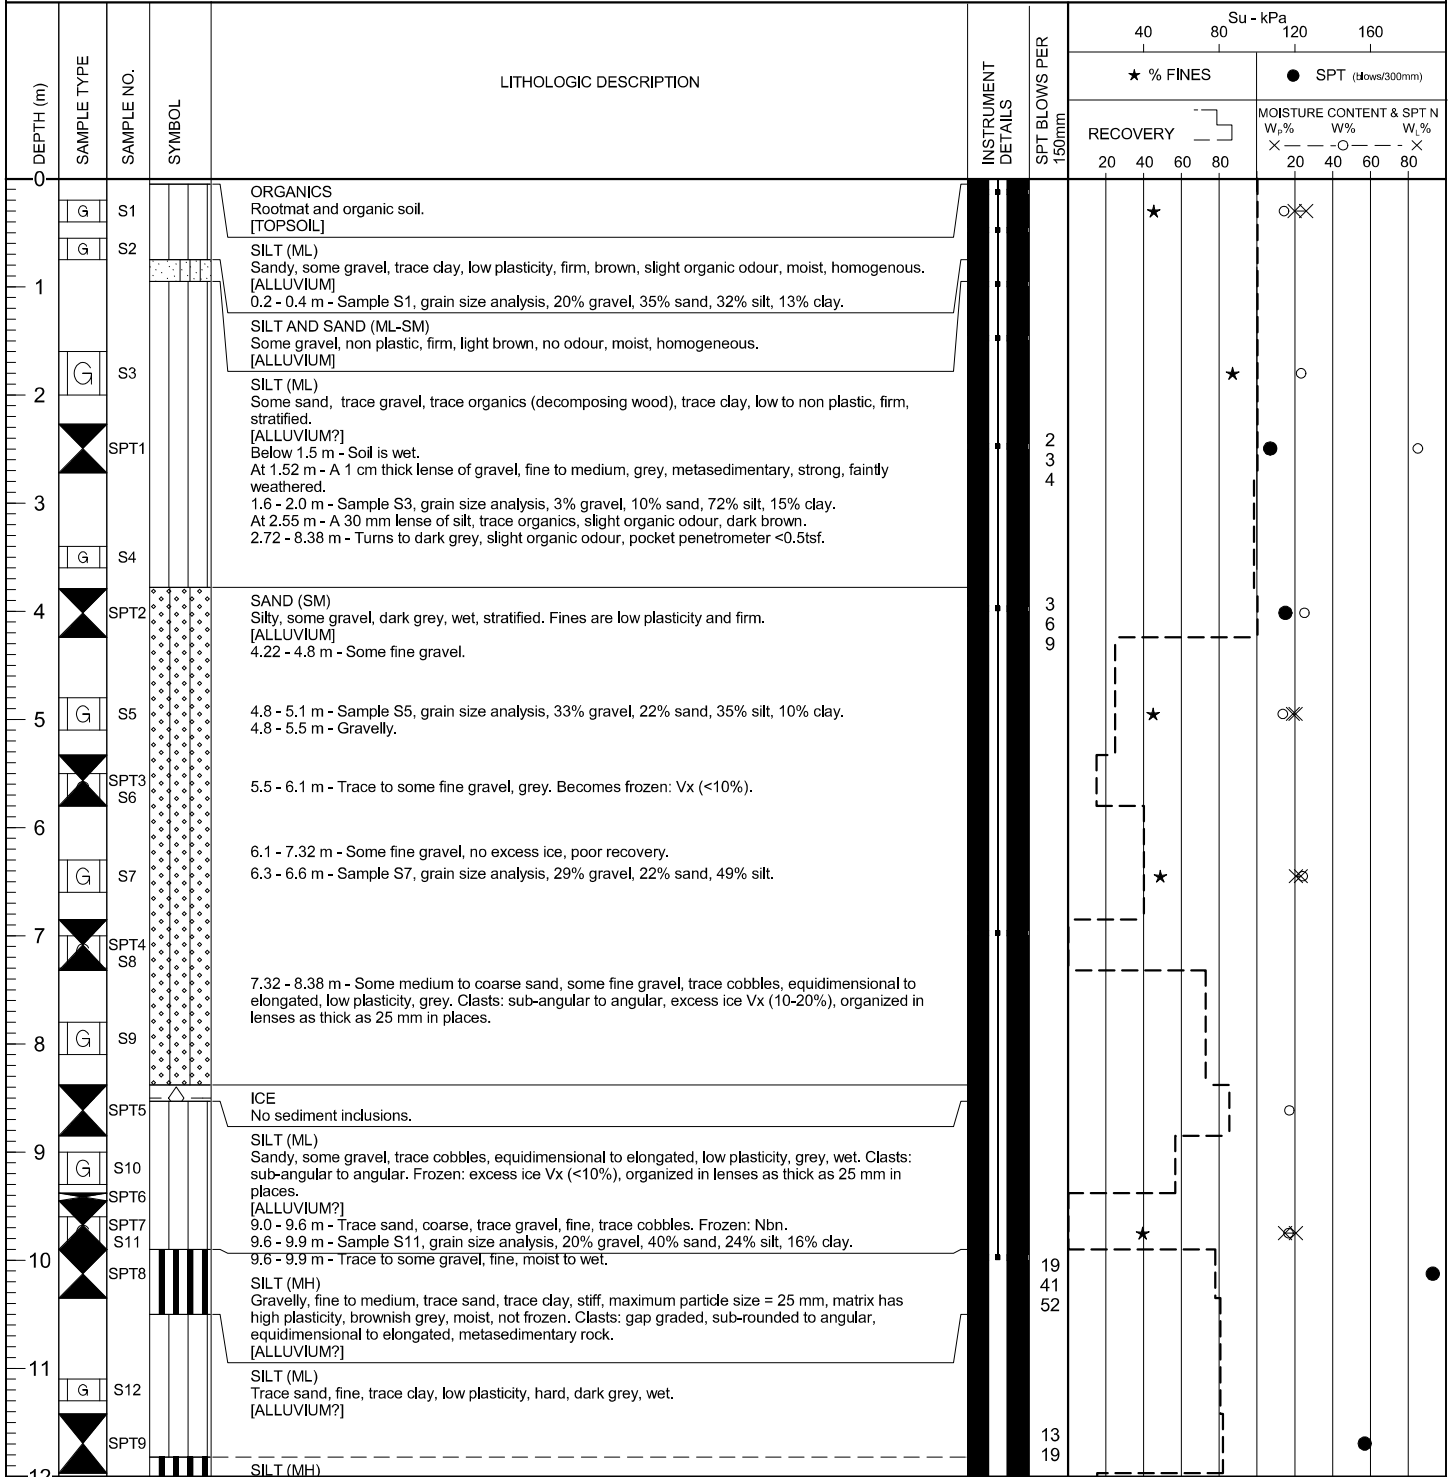 Su - kPa
40 80 120 160
DEPTH (m)
SAMPLE TYPE
SAMPLE NO.
SYMBOL
LITHOLOGIC DESCRIPTION
INSTRUMENT
DETAILS
SPT BLOWS PER
150mm
★ % FINES
● SPT (blows/300mm)
RECOVERY
MOISTURE CONTENT & SPT N
Wp% W% WL%
20 40 60 80 20 40 60 80
0
ORGANICS
Rootmat and organic soil.
[TOPSOIL]
G S1
G S2
SILT (ML)
Sandy, some gravel, trace clay, low plasticity, firm, brown, slight organic odour, moist, homogenous.
[ALLUVIUM]
0.2 - 0.4 m - Sample S1, grain size analysis, 20% gravel, 35% sand, 32% silt, 13% clay.
1
SILT AND SAND (ML-SM)
Some gravel, non plastic, firm, light brown, no odour, moist, homogeneous.
[ALLUVIUM]
G S3
SILT (ML)
Some sand, trace gravel, trace organics (decomposing wood), trace clay, low to non plastic, firm,
stratified.
[ALLUVIUM?]
Below 1.5 m - Soil is wet.
At 1.52 m - A 1 cm thick lense of gravel, fine to medium, grey, metasedimentary, strong, faintly
weathered.
1.6 - 2.0 m - Sample S3, grain size analysis, 3% gravel, 10% sand, 72% silt, 15% clay.
At 2.55 m - A 30 mm lense of silt, trace organics, slight organic odour, dark brown.
2.72 - 8.38 m - Turns to dark grey, slight organic odour, pocket penetrometer <0.5tsf.
2
SPT1
2
3
4
3
G S4
SAND (SM)
Silty, some gravel, dark grey, wet, stratified. Fines are low plasticity and firm.
[ALLUVIUM]
4.22 - 4.8 m - Some fine gravel.
4
SPT2
3
6
9
G S5
4.8 - 5.1 m - Sample S5, grain size analysis, 33% gravel, 22% sand, 35% silt, 10% clay.
4.8 - 5.5 m - Gravelly.
5
SPT3
S6
5.5 - 6.1 m - Trace to some fine gravel, grey. Becomes frozen: Vx (<10%).
6
6.1 - 7.32 m - Some fine gravel, no excess ice, poor recovery.
G S7
6.3 - 6.6 m - Sample S7, grain size analysis, 29% gravel, 22% sand, 49% silt.
7
SPT4
S8
7.32 - 8.38 m - Some medium to coarse sand, some fine gravel, trace cobbles, equidimensional to
elongated, low plasticity, grey. Clasts: sub-angular to angular, excess ice Vx (10-20%), organized in
lenses as thick as 25 mm in places.
G S9
8
SPT5
ICE
No sediment inclusions.
9
SILT (ML)
Sandy, some gravel, trace cobbles, equidimensional to elongated, low plasticity, grey, wet. Clasts:
sub-angular to angular. Frozen: excess ice Vx (<10%), organized in lenses as thick as 25 mm in
places.
[ALLUVIUM?]
9.0 - 9.6 m - Trace sand, coarse, trace gravel, fine, trace cobbles. Frozen: Nbn.
9.6 - 9.9 m - Sample S11, grain size analysis, 20% gravel, 40% sand, 24% silt, 16% clay.
9.6 - 9.9 m - Trace to some gravel, fine, moist to wet.
G S10
SPT6
SPT7
S11
10
SPT8
19
41
52
SILT (MH)
Gravelly, fine to medium, trace sand, trace clay, stiff, maximum particle size = 25 mm, matrix has
high plasticity, brownish grey, moist, not frozen. Clasts: gap graded, sub-rounded to angular,
equidimensional to elongated, metasedimentary rock.
[ALLUVIUM?]
11
G S12
SILT (ML)
Trace sand, fine, trace clay, low plasticity, hard, dark grey, wet.
[ALLUVIUM?]
SPT9
13
19
12
SILT (MH)